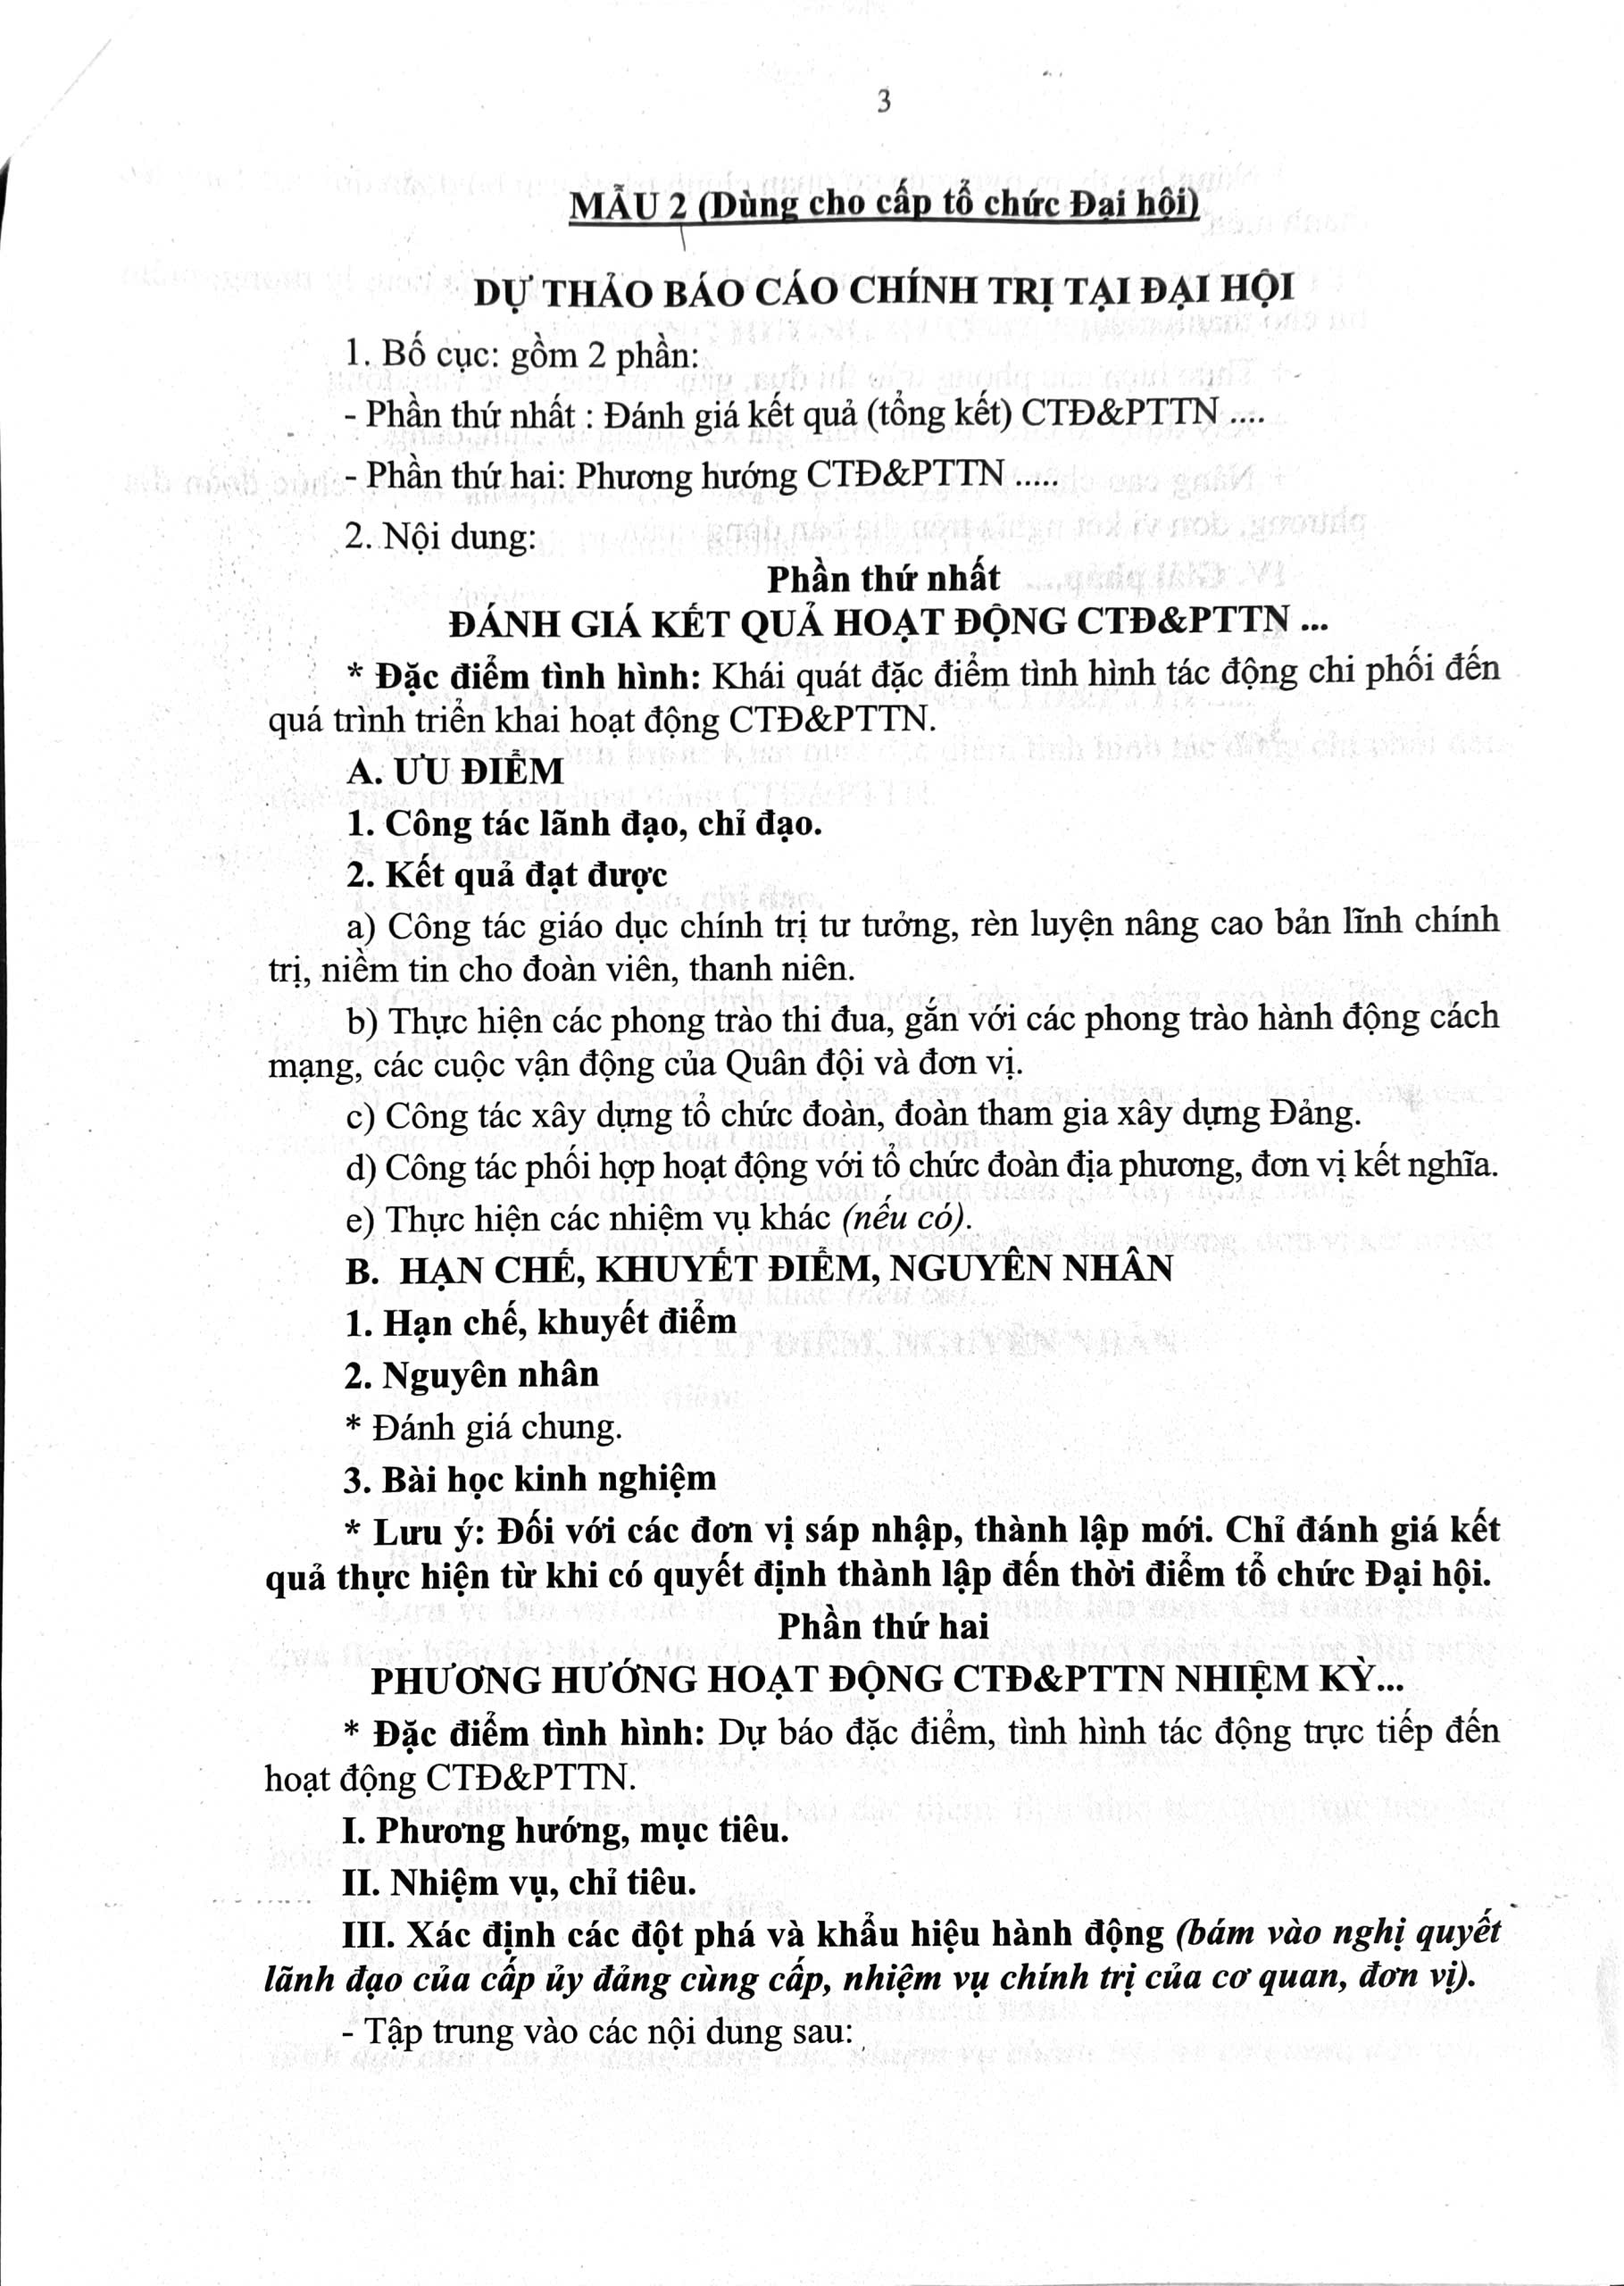 3
MẪU 2 (Dùng cho cấp tổ chức Đại hội)
DỰ THẢO BÁO CÁO CHÍNH TRỊ TẠI ĐẠI HỘI
1. Bố cục: gồm 2 phần:
- Phần thứ nhất : Đánh giá kết quả (tổng kết) CTĐ&PTTN ....
- Phần thứ hai: Phương hướng CTĐ&PTTN .....
2. Nội dung:
Phần thứ nhất
ĐÁNH GIÁ KẾT QUẢ HOẠT ĐỘNG CTĐ&PTTN ...
* Đặc điểm tình hình: Khái quát đặc điểm tình hình tác động chi phối đến
quá trình triển khai hoạt động CTĐ&PTTN.
A. ƯU ĐIỂM
1. Công tác lãnh đạo, chỉ đạo.
2. Kết quả đạt được
a) Công tác giáo dục chính trị tư tưởng, rèn luyện nâng cao bản lĩnh chính
trị, niềm tin cho đoàn viên, thanh niên.
b) Thực hiện các phong trào thi đua, gắn với các phong trào hành động cách
mạng, các cuộc vận động của Quân đội và đơn vị.
c) Công tác xây dựng tổ chức đoàn, đoàn tham gia xây dựng Đảng.
d) Công tác phối hợp hoạt động với tổ chức đoàn địa phương, đơn vị kết nghĩa.
e) Thực hiện các nhiệm vụ khác (nếu có).
B. HẠN CHẾ, KHUYẾT ĐIỂM, NGUYÊN NHÂN
1. Hạn chế, khuyết điểm
2. Nguyên nhân
* Đánh giá chung.
3. Bài học kinh nghiệm
* Lưu ý: Đối với các đơn vị sáp nhập, thành lập mới. Chỉ đánh giá kết
quả thực hiện từ khi có quyết định thành lập đến thời điểm tổ chức Đại hội.
Phần thứ hai
PHƯƠNG HƯỚNG HOẠT ĐỘNG CTĐ&PTTN NHIỆM KỲ...
* Đặc điểm tình hình: Dự báo đặc điểm, tình hình tác động trực tiếp đến
hoạt động CTĐ&PTTN.
I. Phương hướng, mục tiêu.
II. Nhiệm vụ, chỉ tiêu.
III. Xác định các đột phá và khẩu hiệu hành động (bám vào nghị quyết
lãnh đạo của cấp ủy đảng cùng cấp, nhiệm vụ chính trị của cơ quan, đơn vị).
- Tập trung vào các nội dung sau: